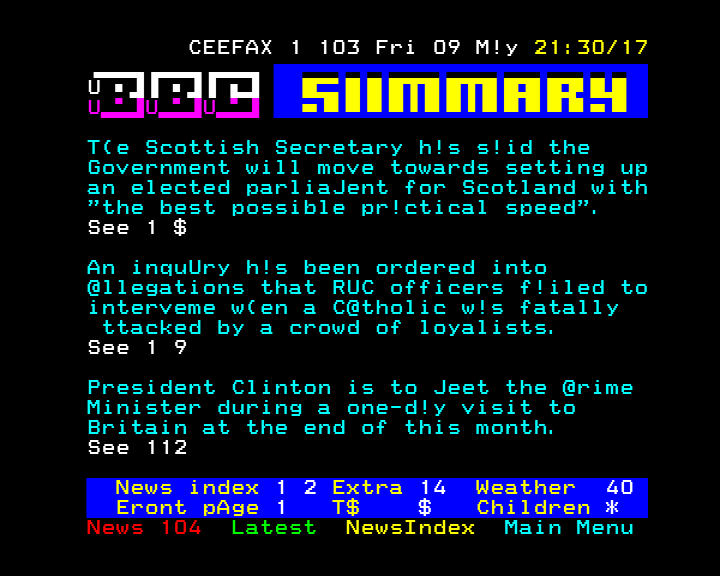 CEEFAX 1 103 Fri 09 M!y 21:30/17
BBC SUMMARY
T(e Scottish Secretary h!s s!id the
Government will move towards setting up
an elected parliaJent for Scotland with
"the best possible pr!ctical speed".
See 1 $
An inquUry h!s been ordered into
@llegations that RUC officers f!iled to
interveme w(en a C@tholic w!s fatally
ttacked by a crowd of loyalists.
See 1 9
President Clinton is to Jeet the @rime
Minister during a one-d!y visit to
Britain at the end of this month.
See 112
News index 1 2 Extra 14 Weather 40
Eront pAge 1 T$ $ Children *
News 104 Latest NewsIndex Main Menu